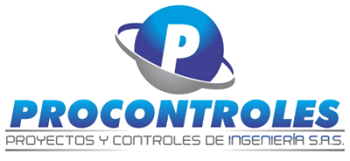 P
PROCONTROLES
PROYECTOS Y CONTROLES DE INGENIERÍA S.A.S.